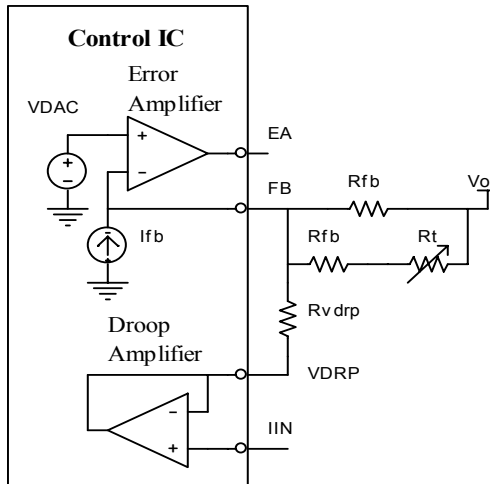 Control IC
Error
Amplifier
VDAC
+
-
EA
FB
Vo
Rfb
Rfb
Rt
Ifb
Rvdrp
Droop
Amplifier
VDRP
-
+
IIN